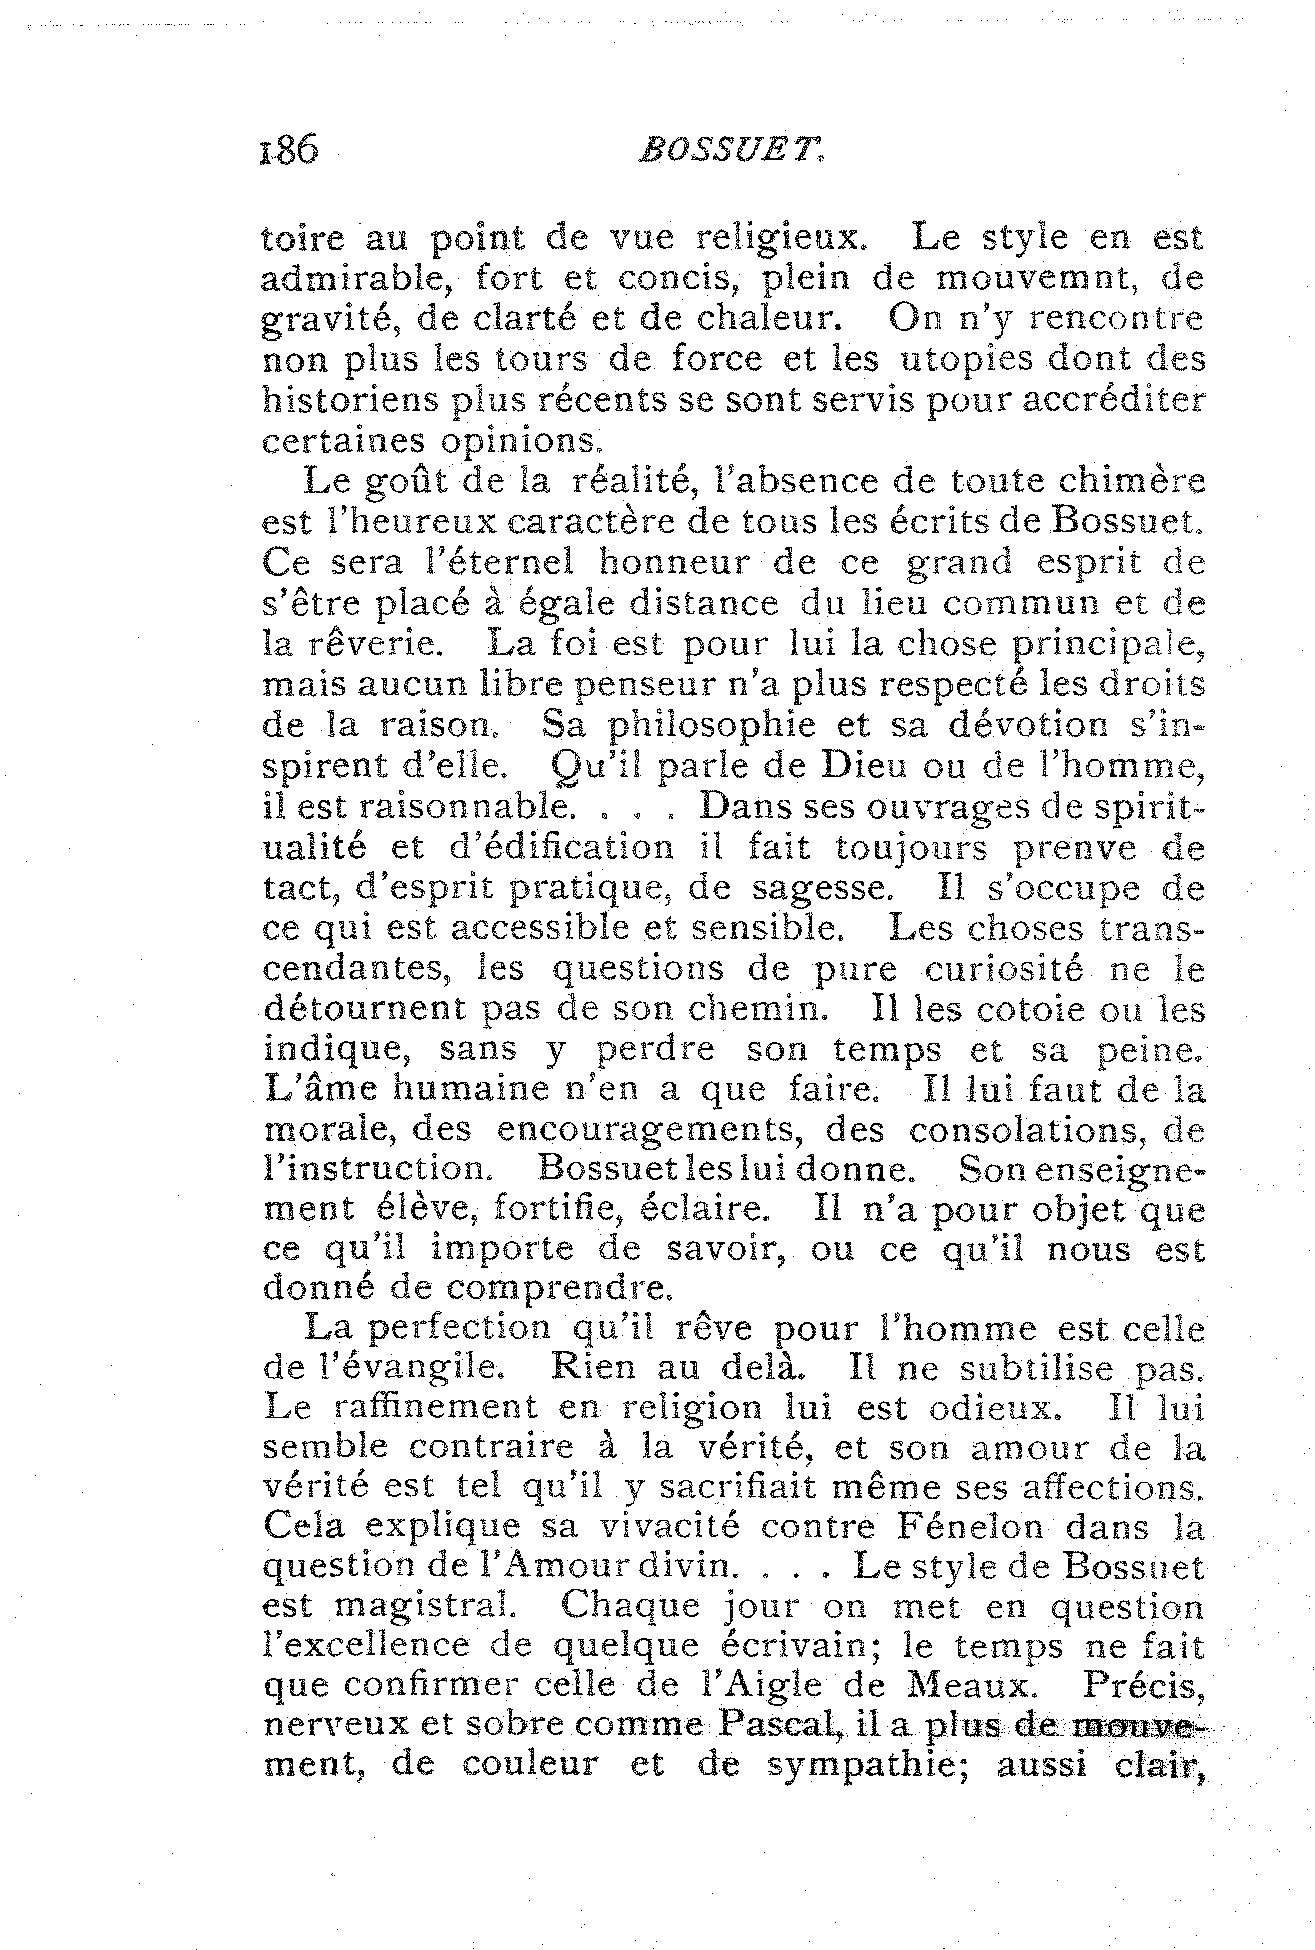 186 BOSSUET.
toire au point de vue religieux. Le style en est
admirable, fort et concis, plein de mouvemnt, de
gravité, de clarté et de chaleur. On n'y rencontre
non plus les tours de force et les utopies dont des
historiens plus récents se sont servis pour accréditer
certaines opinions.
Le goût de la réalité, l'absence de toute chimère
est l'heureux caractère de tous les écrits de Bossuet.
Ce sera l'éternel honneur de ce grand esprit de
s'être placé à égale distance du lieu commun et de
la rêverie. La foi est pour lui la chose principale,
mais aucun libre penseur n'a plus respecté les droits
de la raison. Sa philosophie et sa dévotion s'in-
spirent d'elle. Qu'il parle de Dieu ou de l'homme,
il est raisonnable. . . . Dans ses ouvrages de spirit-
ualité et d'édification il fait toujours prenve de
tact, d'esprit pratique, de sagesse. Il s'occupe de
ce qui est accessible et sensible. Les choses trans-
cendantes, les questions de pure curiosité ne le
détournent pas de son chemin. Il les cotoie ou les
indique, sans y perdre son temps et sa peine.
L'âme humaine n'en a que faire. Il lui faut de la
morale, des encouragements, des consolations, de
l'instruction. Bossuet les lui donne. Son enseigne-
ment élève, fortifie, éclaire. Il n'a pour objet que
ce qu'il importe de savoir, ou ce qu'il nous est
donné de comprendre.
La perfection qu'il rêve pour l'homme est celle
de l'évangile. Rien au delà. Il ne subtilise pas.
Le raffinement en religion lui est odieux. Il lui
semble contraire à la vérité, et son amour de la
vérité est tel qu'il y sacrifiait même ses affections.
Cela explique sa vivacité contre Fénelon dans la
question de l'Amour divin. . . . Le style de Bossuet
est magistral. Chaque jour on met en question
l'excellence de quelque écrivain; le temps ne fait
que confirmer celle de l'Aigle de Meaux. Précis,
nerveux et sobre comme Pascal, il a plus de mouve-
ment, de couleur et de sympathie; aussi clair,